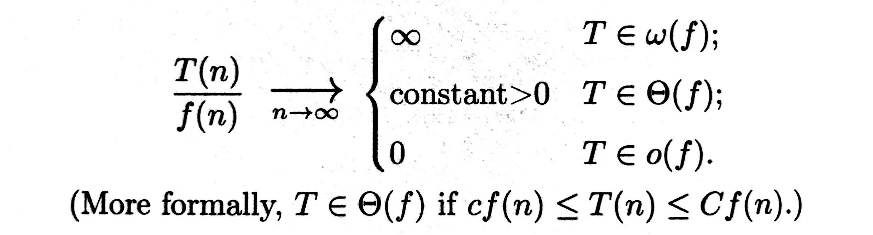 ∞ T ∈ ω(f);
T(n)/f(n) ⟶ n→∞ { constant>0 T ∈ Θ(f);
0 T ∈ o(f).
(More formally, T ∈ Θ(f) if cf(n) ≤ T(n) ≤ Cf(n).)